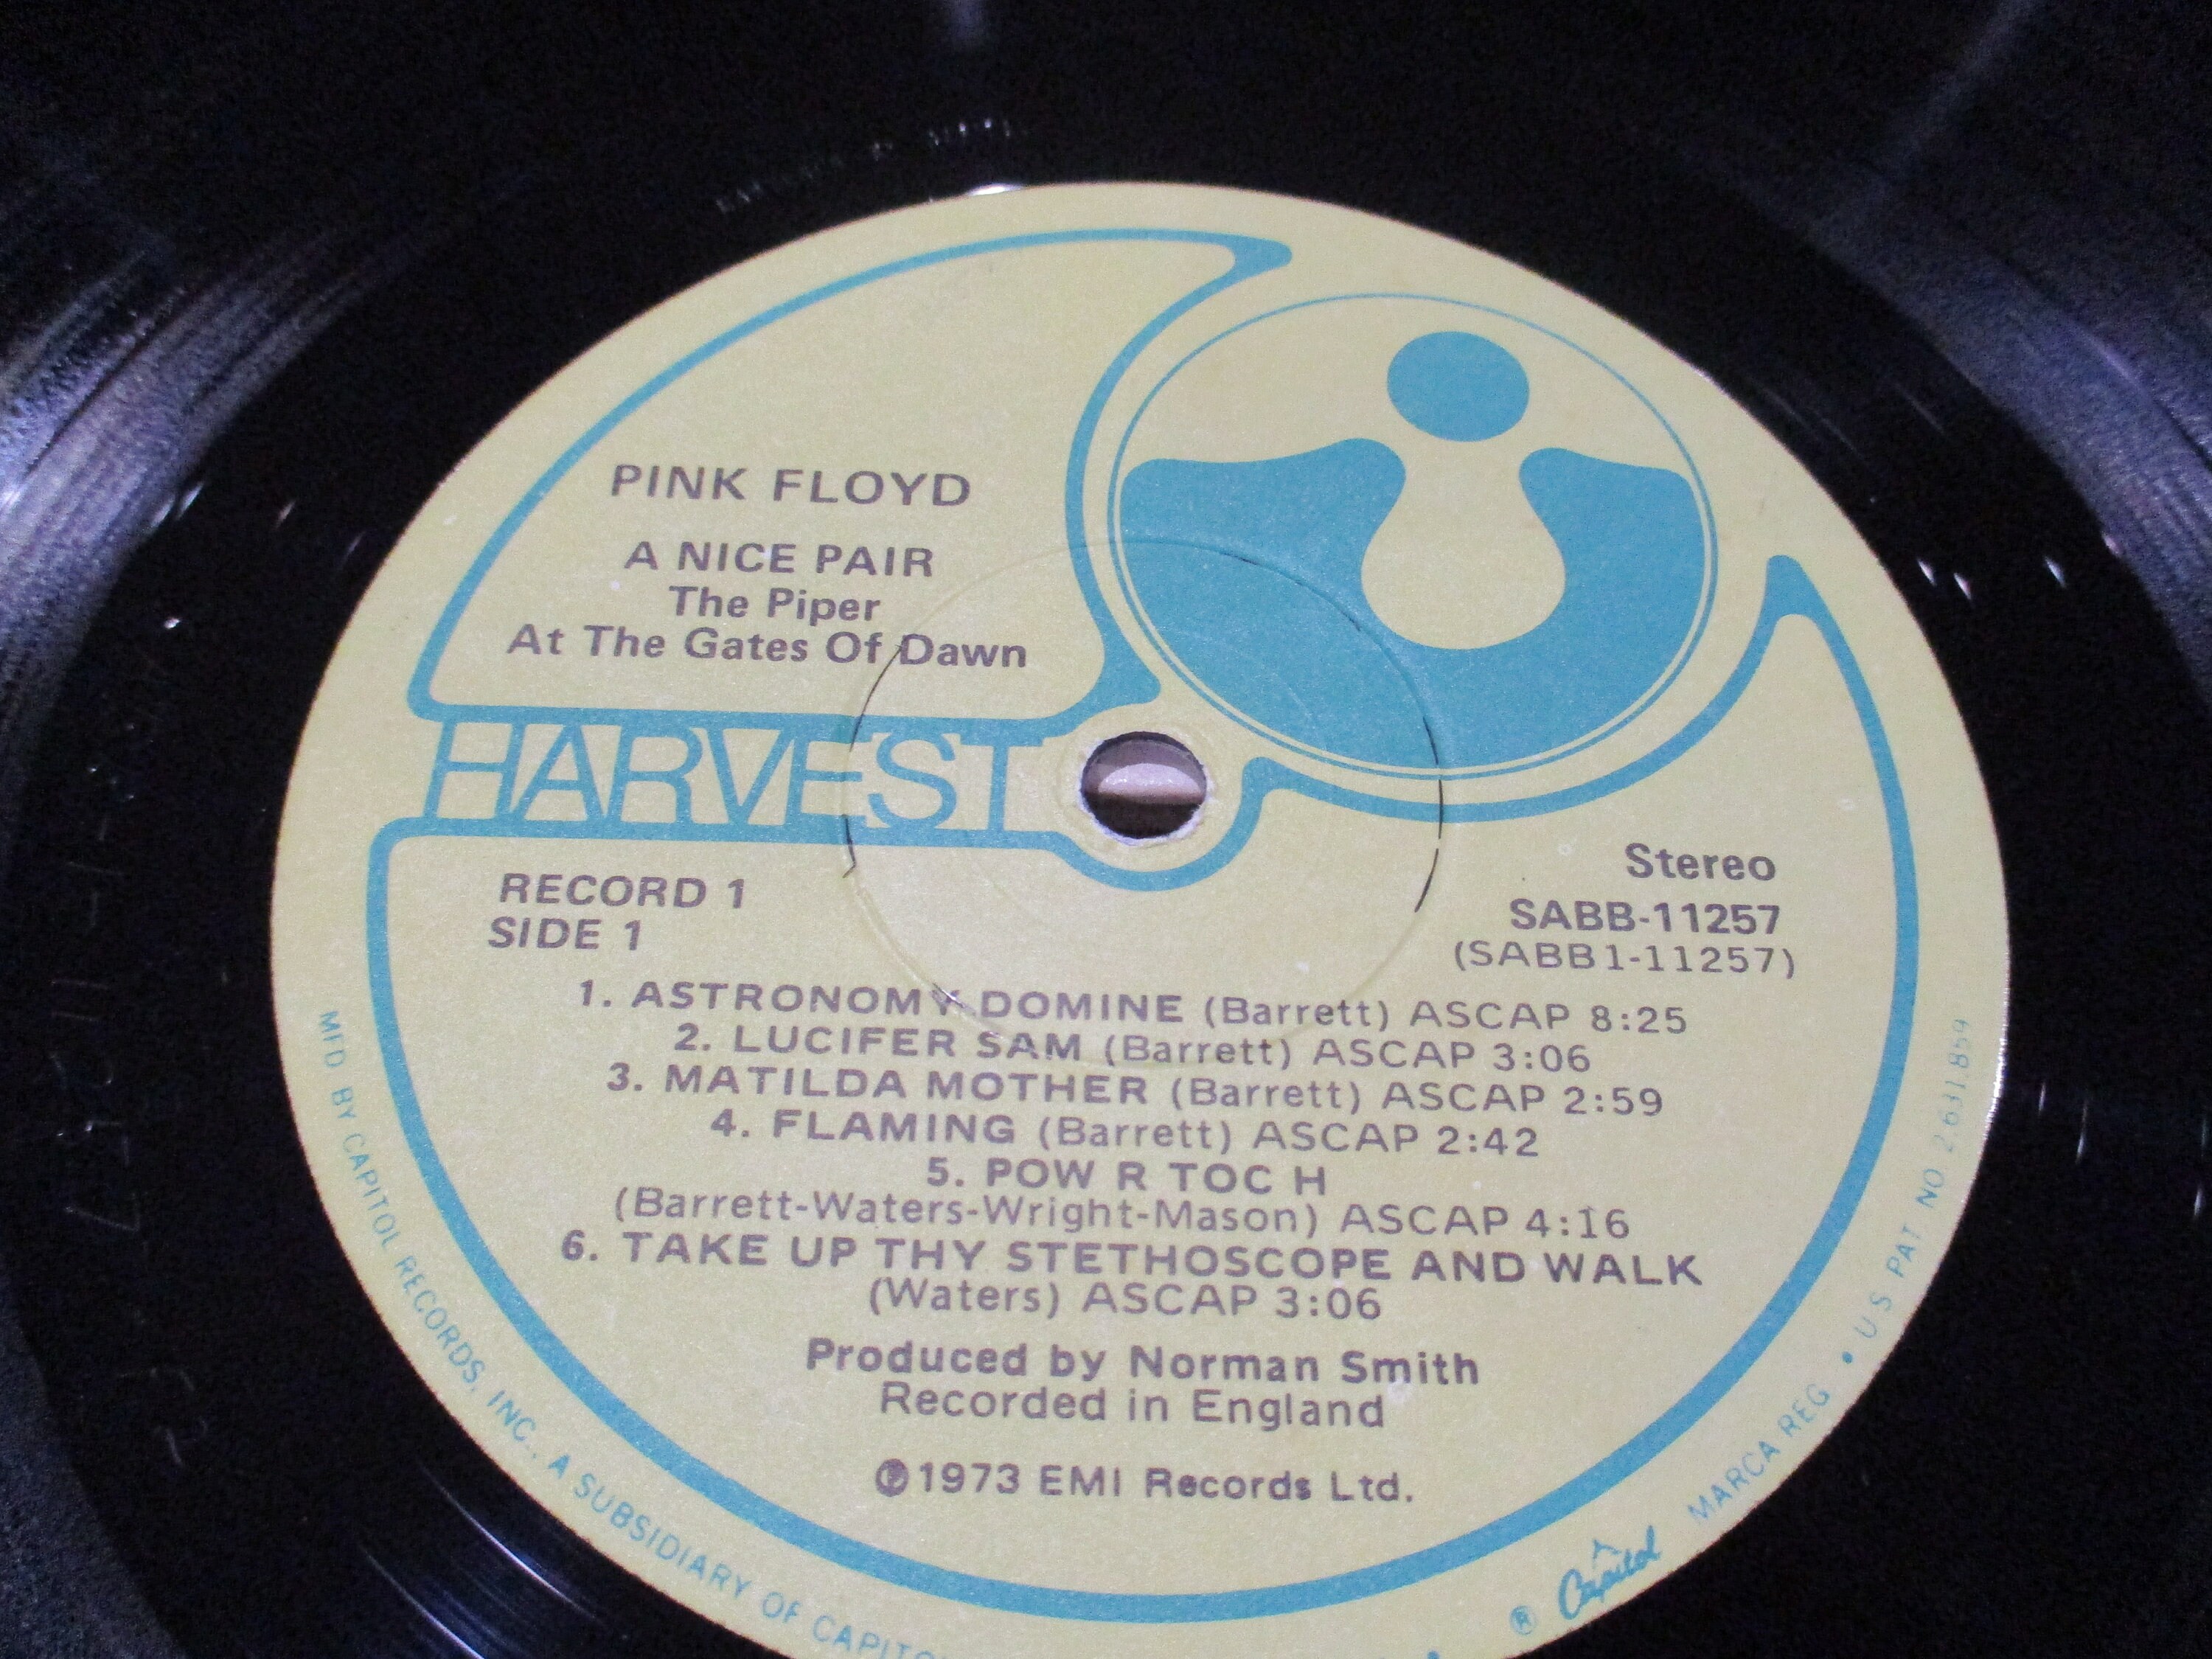 PINK FLOYD
A NICE PAIR
The Piper
At The Gates Of Dawn
HARVEST
RECORD 1
SIDE 1
Stereo
SABB-11257
(SABB1-11257)
1. ASTRONOMY DOMINE (Barrett) ASCAP 8:25
2. LUCIFER SAM (Barrett) ASCAP 3:06
3. MATILDA MOTHER (Barrett) ASCAP 2:59
4. FLAMING (Barrett) ASCAP 2:42
5. POW R TOC H
(Barrett-Waters-Wright-Mason) ASCAP 4:16
6. TAKE UP THY STETHOSCOPE AND WALK
(Waters) ASCAP 3:06
Produced by Norman Smith
Recorded in England
℗1973 EMI Records Ltd.
MFD BY CAPITOL RECORDS, INC., A SUBSIDIARY OF
® Capitol MARCA REG • U S PAT NO 2 631 859